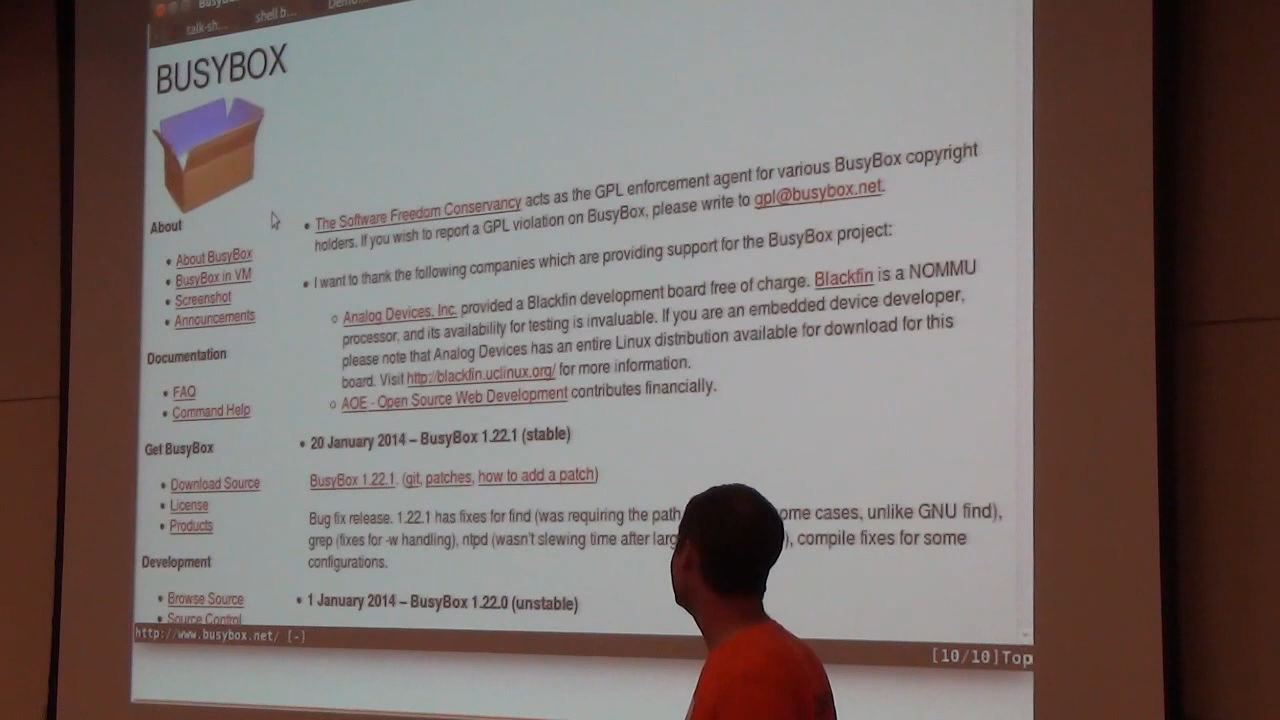 talk-sh...
shell b...
BUSYBOX
About
• About BusyBox
• BusyBox in VM
• Screenshot
• Announcements
Documentation
• FAQ
• Command Help
Get BusyBox
• Download Source
• License
• Products
Development
• Browse Source
• Source Control
• The Software Freedom Conservancy acts as the GPL enforcement agent for various BusyBox copyright
holders. If you wish to report a GPL violation on BusyBox, please write to gpl@busybox.net.
• I want to thank the following companies which are providing support for the BusyBox project:
○ Analog Devices, Inc. provided a Blackfin development board free of charge. Blackfin is a NOMMU
processor, and its availability for testing is invaluable. If you are an embedded device developer,
please note that Analog Devices has an entire Linux distribution available for download for this
board. Visit http://blackfin.uclinux.org/ for more information.
○ AOE - Open Source Web Development contributes financially.
• 20 January 2014 – BusyBox 1.22.1 (stable)
BusyBox 1.22.1. (git, patches, how to add a patch)
Bug fix release. 1.22.1 has fixes for find (was requiring the path ome cases, unlike GNU find),
grep (fixes for -w handling), ntpd (wasn't slewing time after larg ), compile fixes for some
configurations.
• 1 January 2014 – BusyBox 1.22.0 (unstable)
http://www.busybox.net/ [-]
[10/10]Top